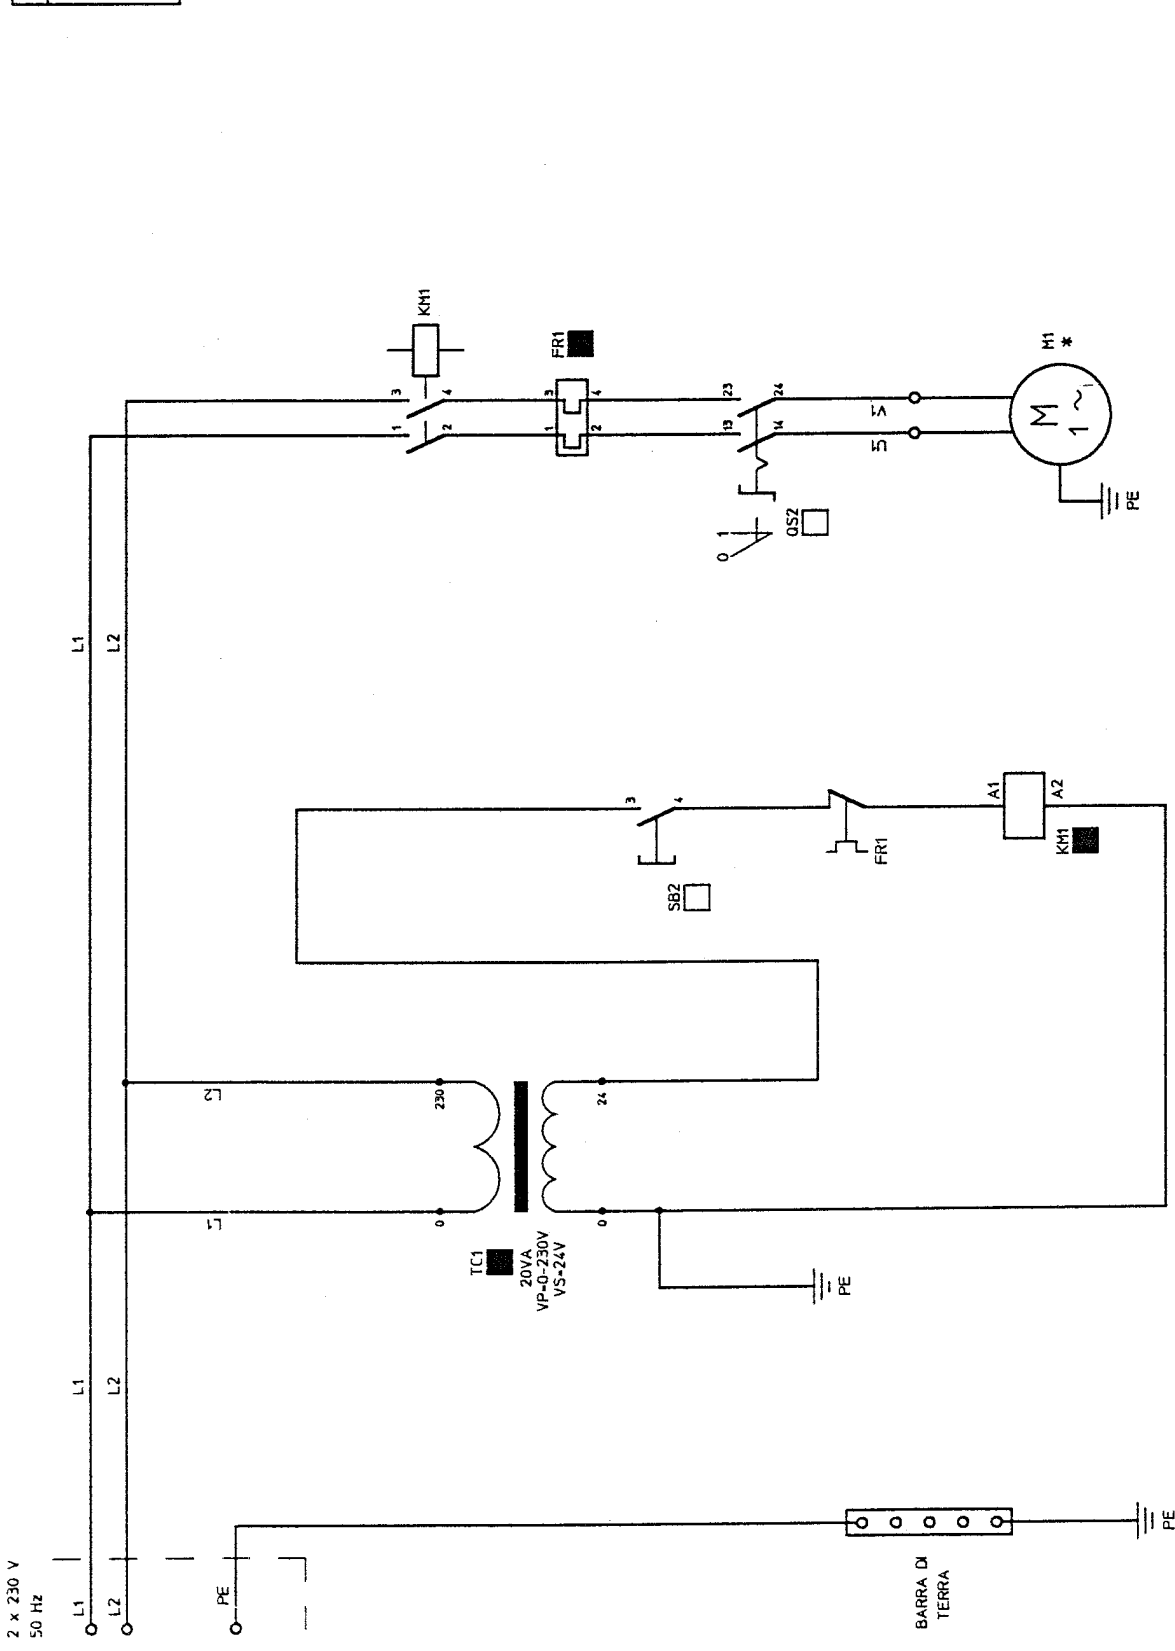 2 x 230 V
50 Hz
L1
L2
PE
L1
L2
L1
L2
L1
L2
0
230
TC1
20VA
VP=0-230V
VS=24V
0
24
PE
BARRA DI
TERRA
PE
SB2
3
4
FR1
A1
A2
KM1
KM1
1
2
3
4
FR1
1
2
3
4
QS2
0 1
13
14
23
24
U1
V1
M
1 ~
M1
*
PE